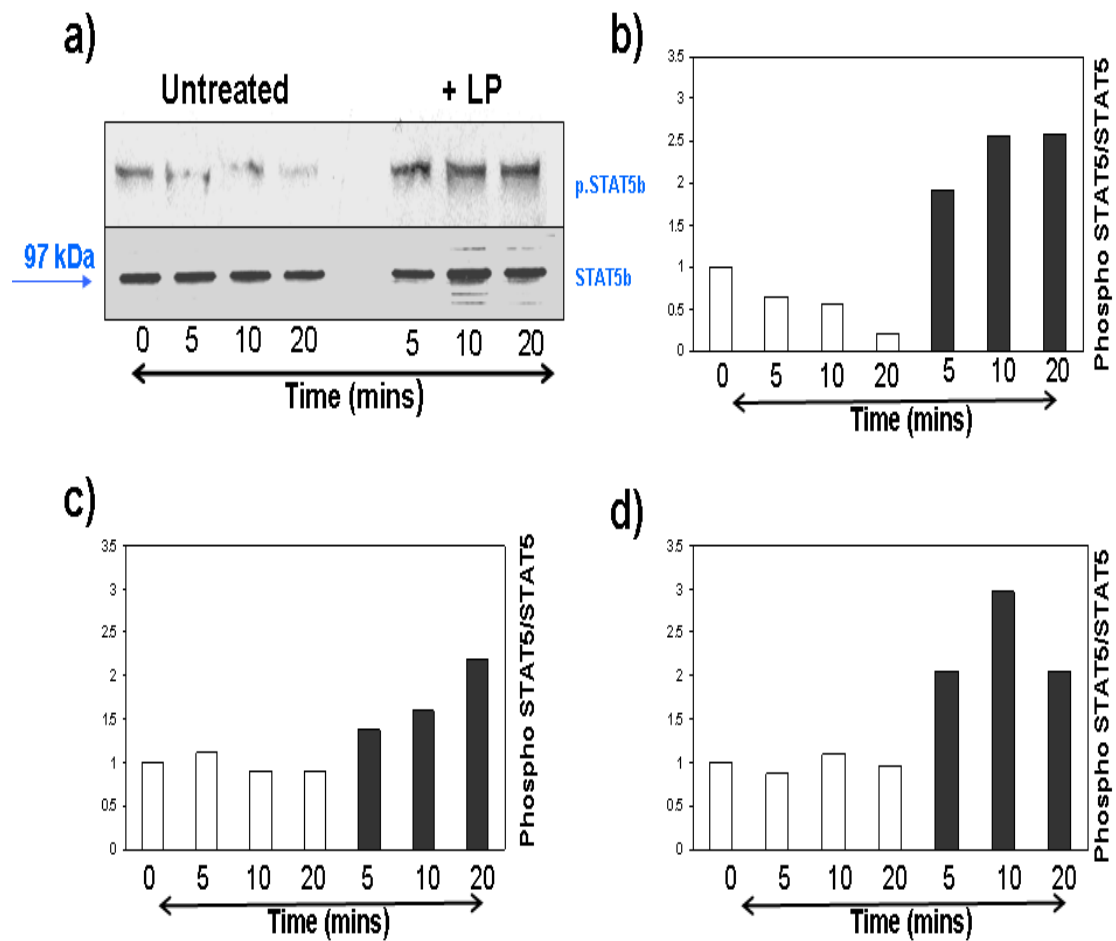 a)
Untreated + LP
p.STAT5b
97 kDa
STAT5b
0 5 10 20 5 10 20
Time (mins)
b)
3.5
3
2.5
2
1.5
1
0.5
0
0 5 10 20 5 10 20
Time (mins)
Phospho STAT5/STAT5
c)
3.5
3
2.5
2
1.5
1
0.5
0
0 5 10 20 5 10 20
Time (mins)
Phospho STAT5/STAT5
d)
3.5
3
2.5
2
1.5
1
0.5
0
0 5 10 20 5 10 20
Time (mins)
Phospho STAT5/STAT5